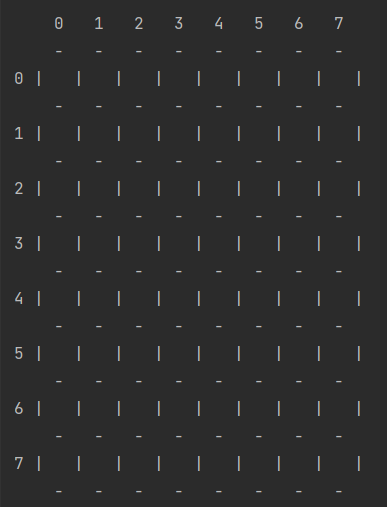 0   1   2   3   4   5   6   7
    -   -   -   -   -   -   -   -
0 |   |   |   |   |   |   |   |   |
    -   -   -   -   -   -   -   -
1 |   |   |   |   |   |   |   |   |
    -   -   -   -   -   -   -   -
2 |   |   |   |   |   |   |   |   |
    -   -   -   -   -   -   -   -
3 |   |   |   |   |   |   |   |   |
    -   -   -   -   -   -   -   -
4 |   |   |   |   |   |   |   |   |
    -   -   -   -   -   -   -   -
5 |   |   |   |   |   |   |   |   |
    -   -   -   -   -   -   -   -
6 |   |   |   |   |   |   |   |   |
    -   -   -   -   -   -   -   -
7 |   |   |   |   |   |   |   |   |
    -   -   -   -   -   -   -   -